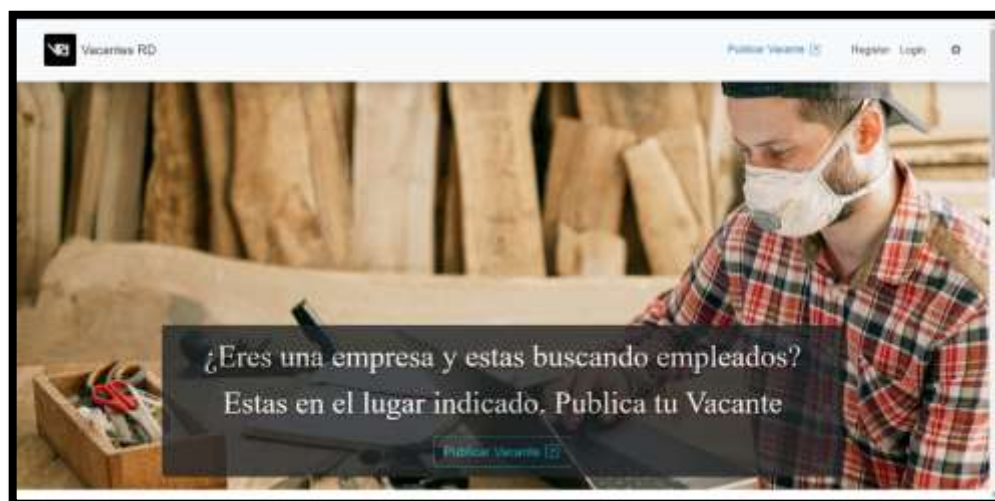 VRD Vacantes RD
Publicar Vacante Register Login
¿Eres una empresa y estas buscando empleados?
Estas en el lugar indicado. Publica tu Vacante
Publicar Vacante